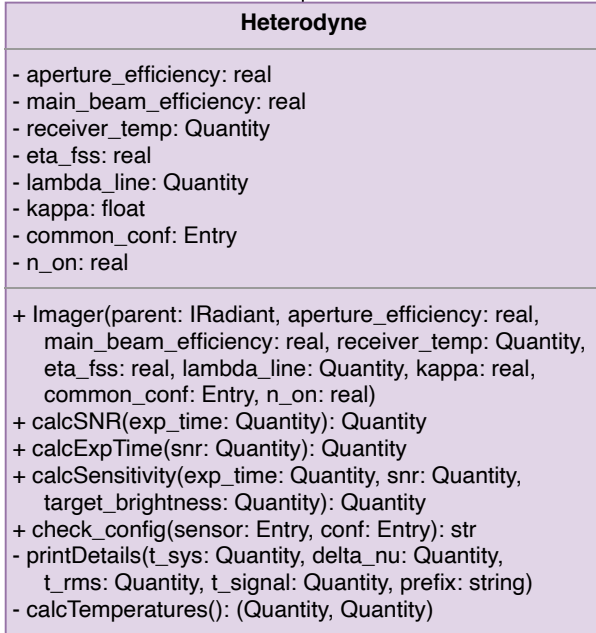 Heterodyne
- aperture_efficiency: real
- main_beam_efficiency: real
- receiver_temp: Quantity
- eta_fss: real
- lambda_line: Quantity
- kappa: float
- common_conf: Entry
- n_on: real
+ Imager(parent: IRadiant, aperture_efficiency: real,
main_beam_efficiency: real, receiver_temp: Quantity,
eta_fss: real, lambda_line: Quantity, kappa: real,
common_conf: Entry, n_on: real)
+ calcSNR(exp_time: Quantity): Quantity
+ calcExpTime(snr: Quantity): Quantity
+ calcSensitivity(exp_time: Quantity, snr: Quantity,
target_brightness: Quantity): Quantity
+ check_config(sensor: Entry, conf: Entry): str
- printDetails(t_sys: Quantity, delta_nu: Quantity,
t_rms: Quantity, t_signal: Quantity, prefix: string)
- calcTemperatures(): (Quantity, Quantity)